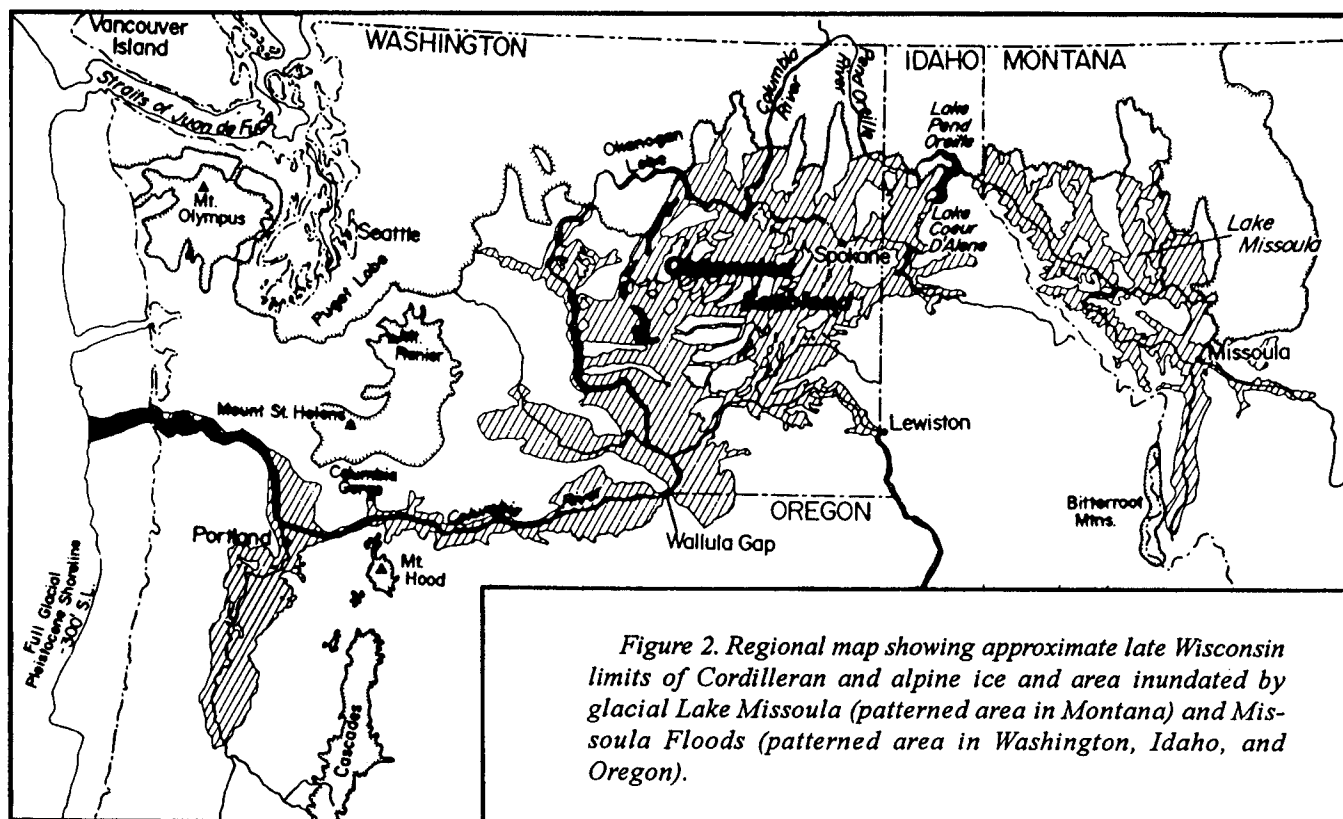 Vancouver
Island
WASHINGTON
IDAHO
MONTANA
Straits of Juan de Fuca
Columbia
River
Pend Oreille
River
Lake
Pend
Oreille
Okanogan
Lobe
Mt.
Olympus
Seattle
Puget Lobe
Spokane
Lake
Coeur
D'Alene
Lake
Missoula
Mt.
Ranier
Missoula
Mount St. Helens
Lewiston
Columbia
Gorge
Columbia
River
OREGON
Bitterroot
Mtns.
Portland
Wallula Gap
Mt.
Hood
Full Glacial
Pleistocene Shoreline
-300' S.L.
Cascades
Figure 2. Regional map showing approximate late Wisconsin
limits of Cordilleran and alpine ice and area inundated by
glacial Lake Missoula (patterned area in Montana) and Mis-
soula Floods (patterned area in Washington, Idaho, and
Oregon).